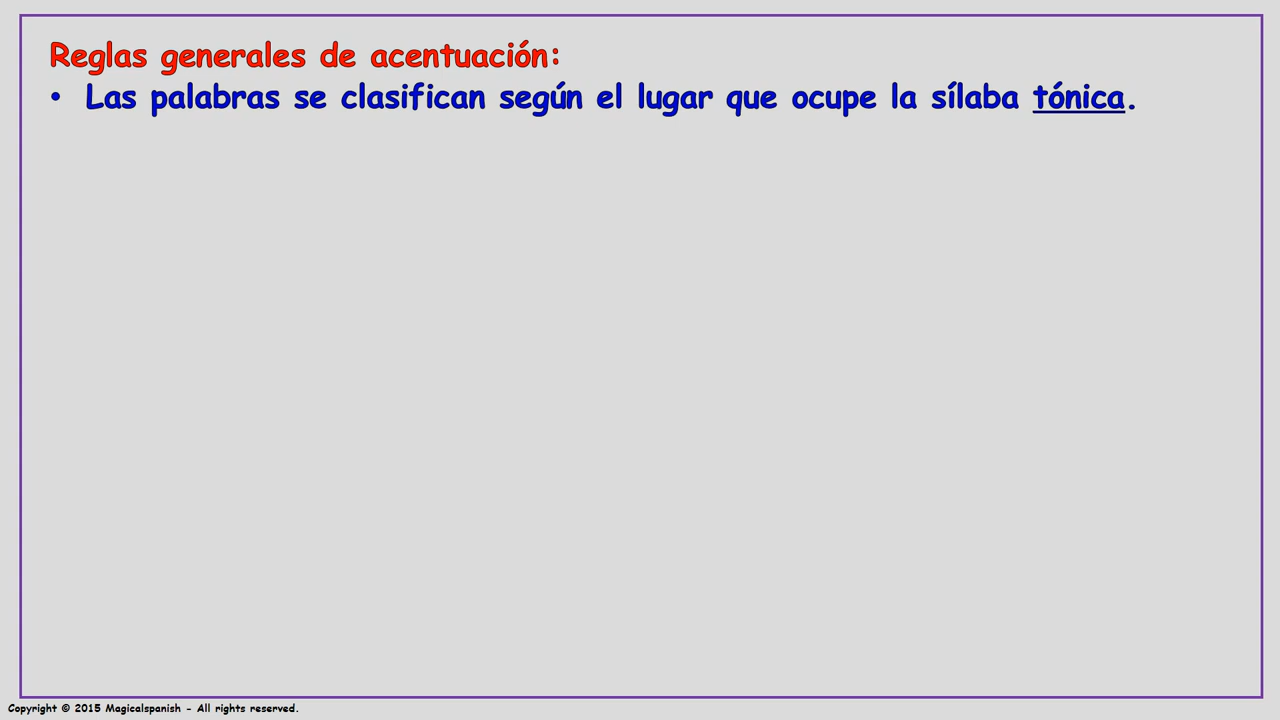 Reglas generales de acentuación:
• Las palabras se clasifican según el lugar que ocupe la sílaba tónica.
Copyright © 2015 Magicalspanish - All rights reserved.